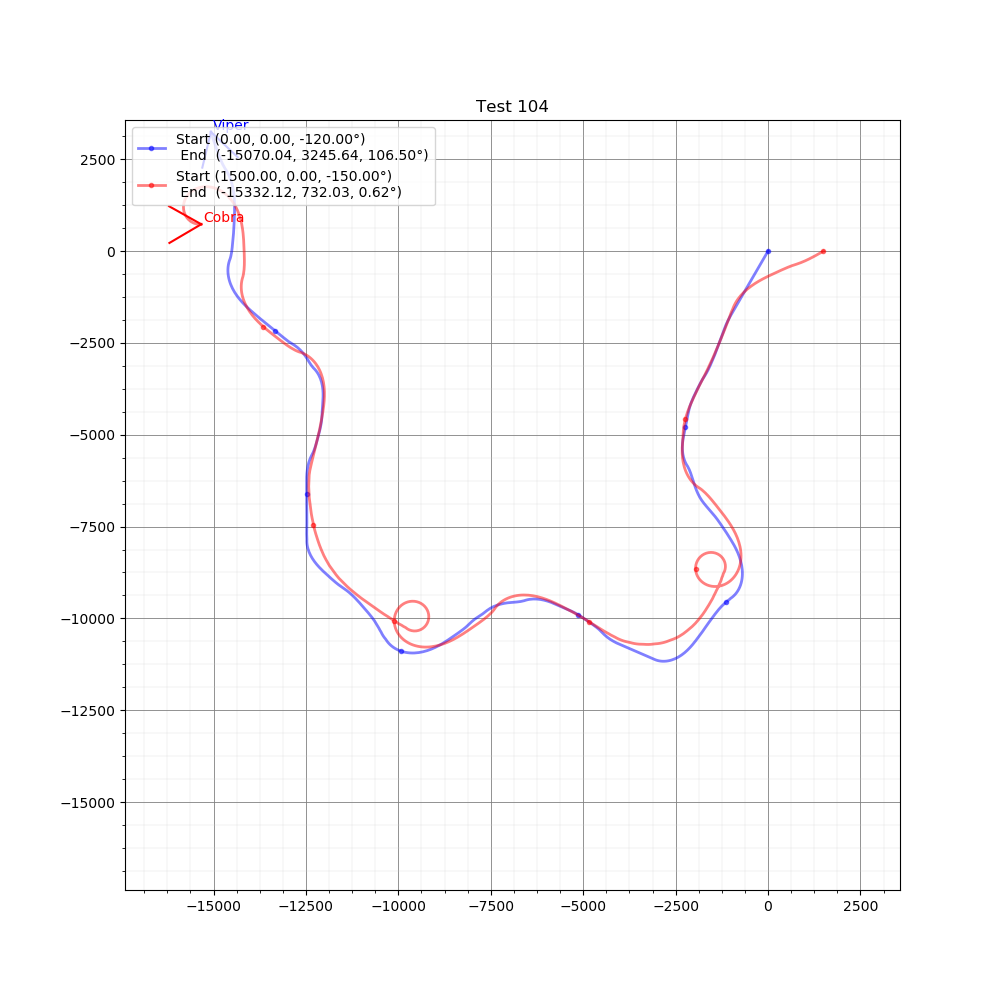 Test 104
Viper
Start (0.00, 0.00, -120.00°)
End (-15070.04, 3245.64, 106.50°)
Start (1500.00, 0.00, -150.00°)
End (-15332.12, 732.03, 0.62°)
Cobra
2500
0
−2500
−5000
−7500
−10000
−12500
−15000
−15000 −12500 −10000 −7500 −5000 −2500 0 2500